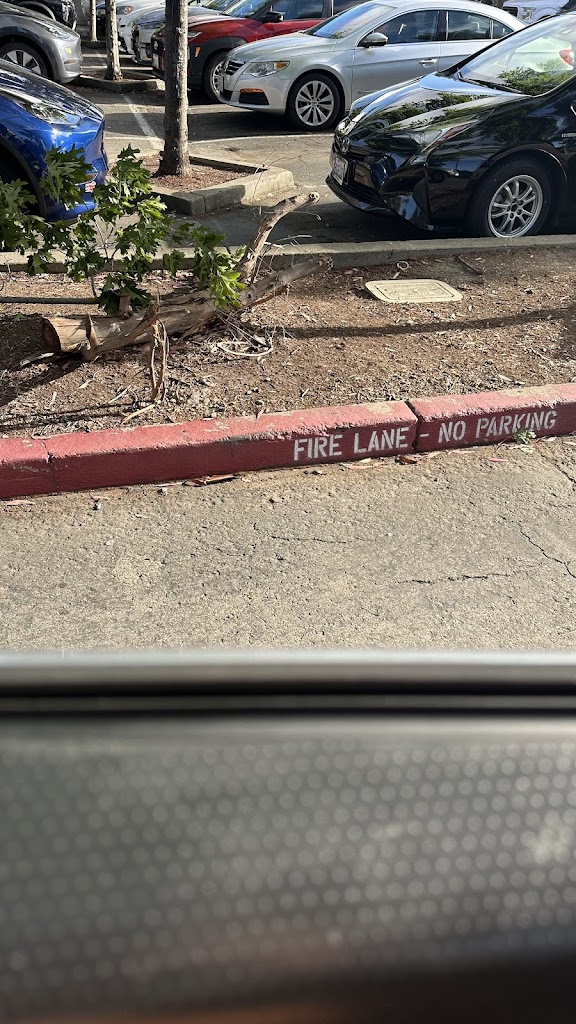 FIRE LANE - NO PARKING